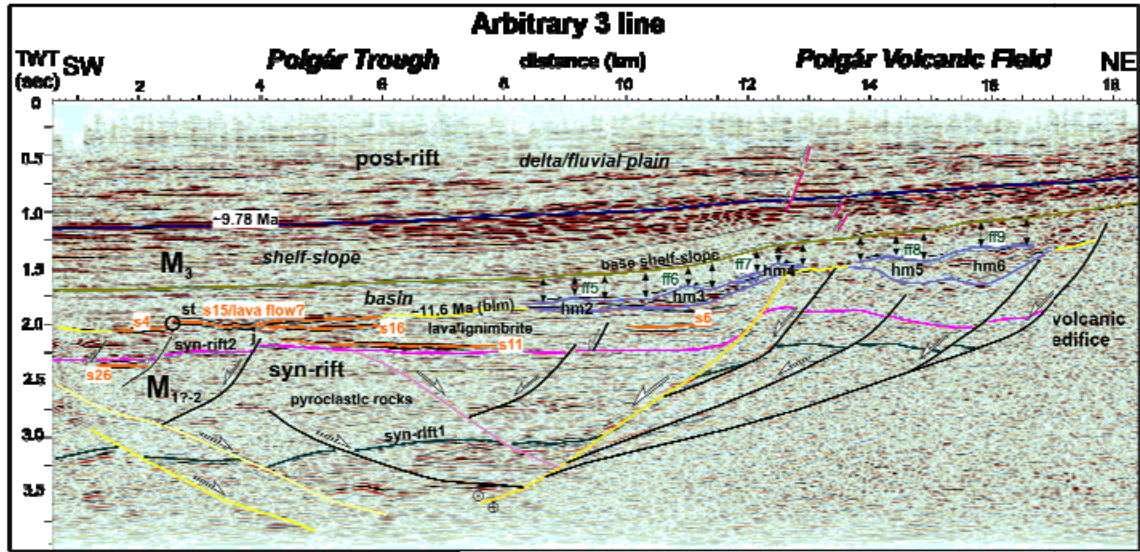 Arbitrary 3 line
TWT SW Polgár Trough distance (km) Polgár Volcanic Field NE
(sec)
2 4 6 8 10 12 14 16 18
0
0.5 post-rift delta/fluvial plain
1.0 ~9.78 Ma
M3 shelf-slope base shelf-slope ff5 ff6 ff7 ff8 ff9
1.5 hm4 hm5 hm6
basin ~11.6 Ma (blm) hm2 hm3
st s15/lava flow?
2.0 s4 s16 lava/ignimbrite s6 volcanic
syn-rift2 s11 edifice
s26 syn-rift
2.5 M1?-2 pyroclastic rocks
3.0 syn-rift1
3.5